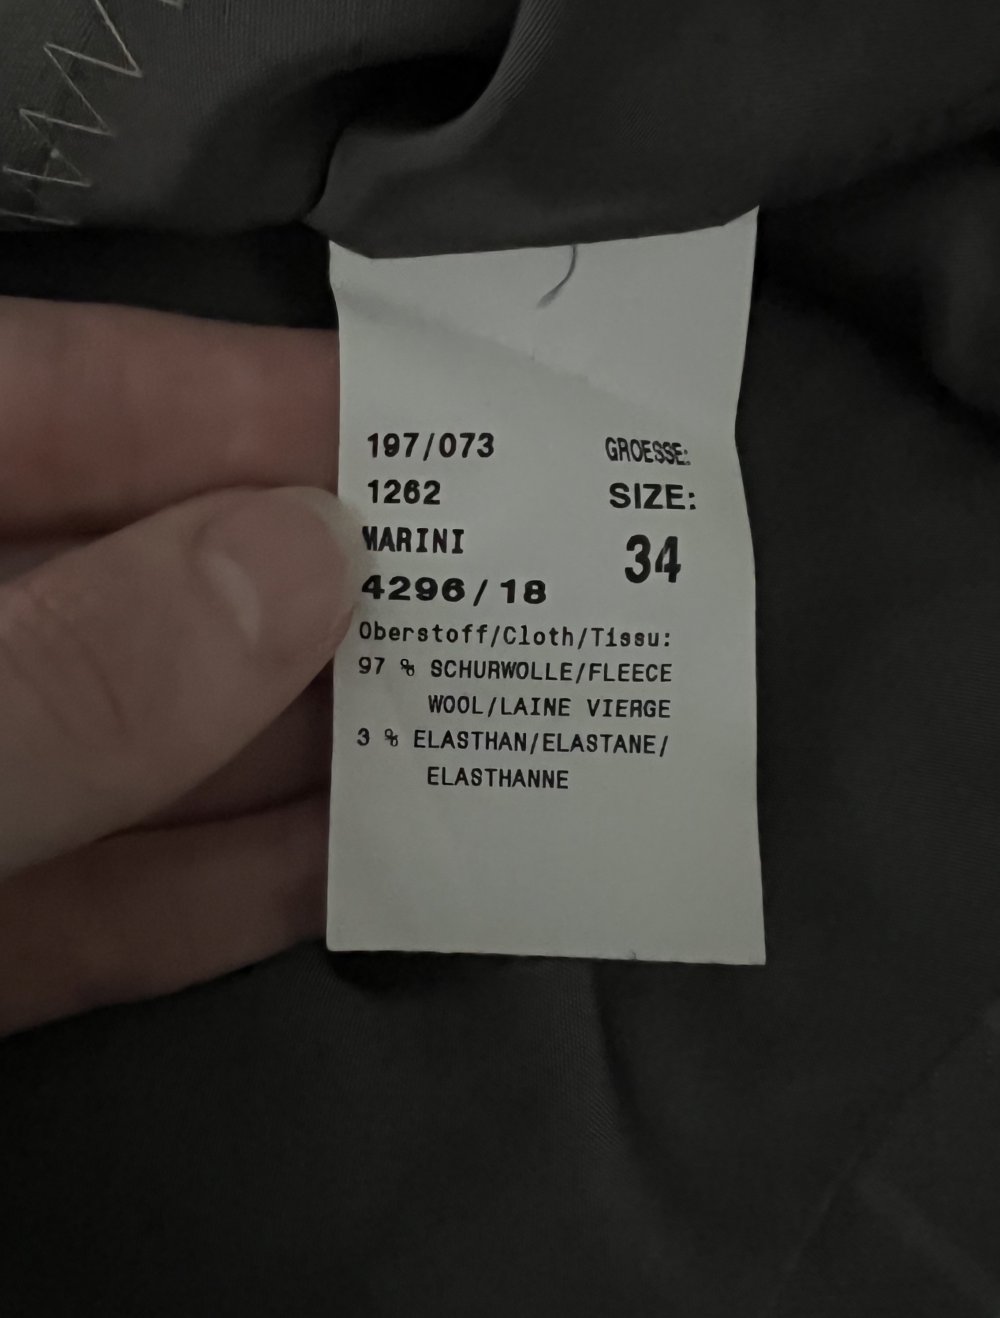 197/073
1262
MARINI
4296/18
GROESSE:
SIZE:
34
Oberstoff/Cloth/Tissu:
97 % SCHURWOLLE/FLEECE
WOOL/LAINE VIERGE
3 % ELASTHAN/ELASTANE/
ELASTHANNE